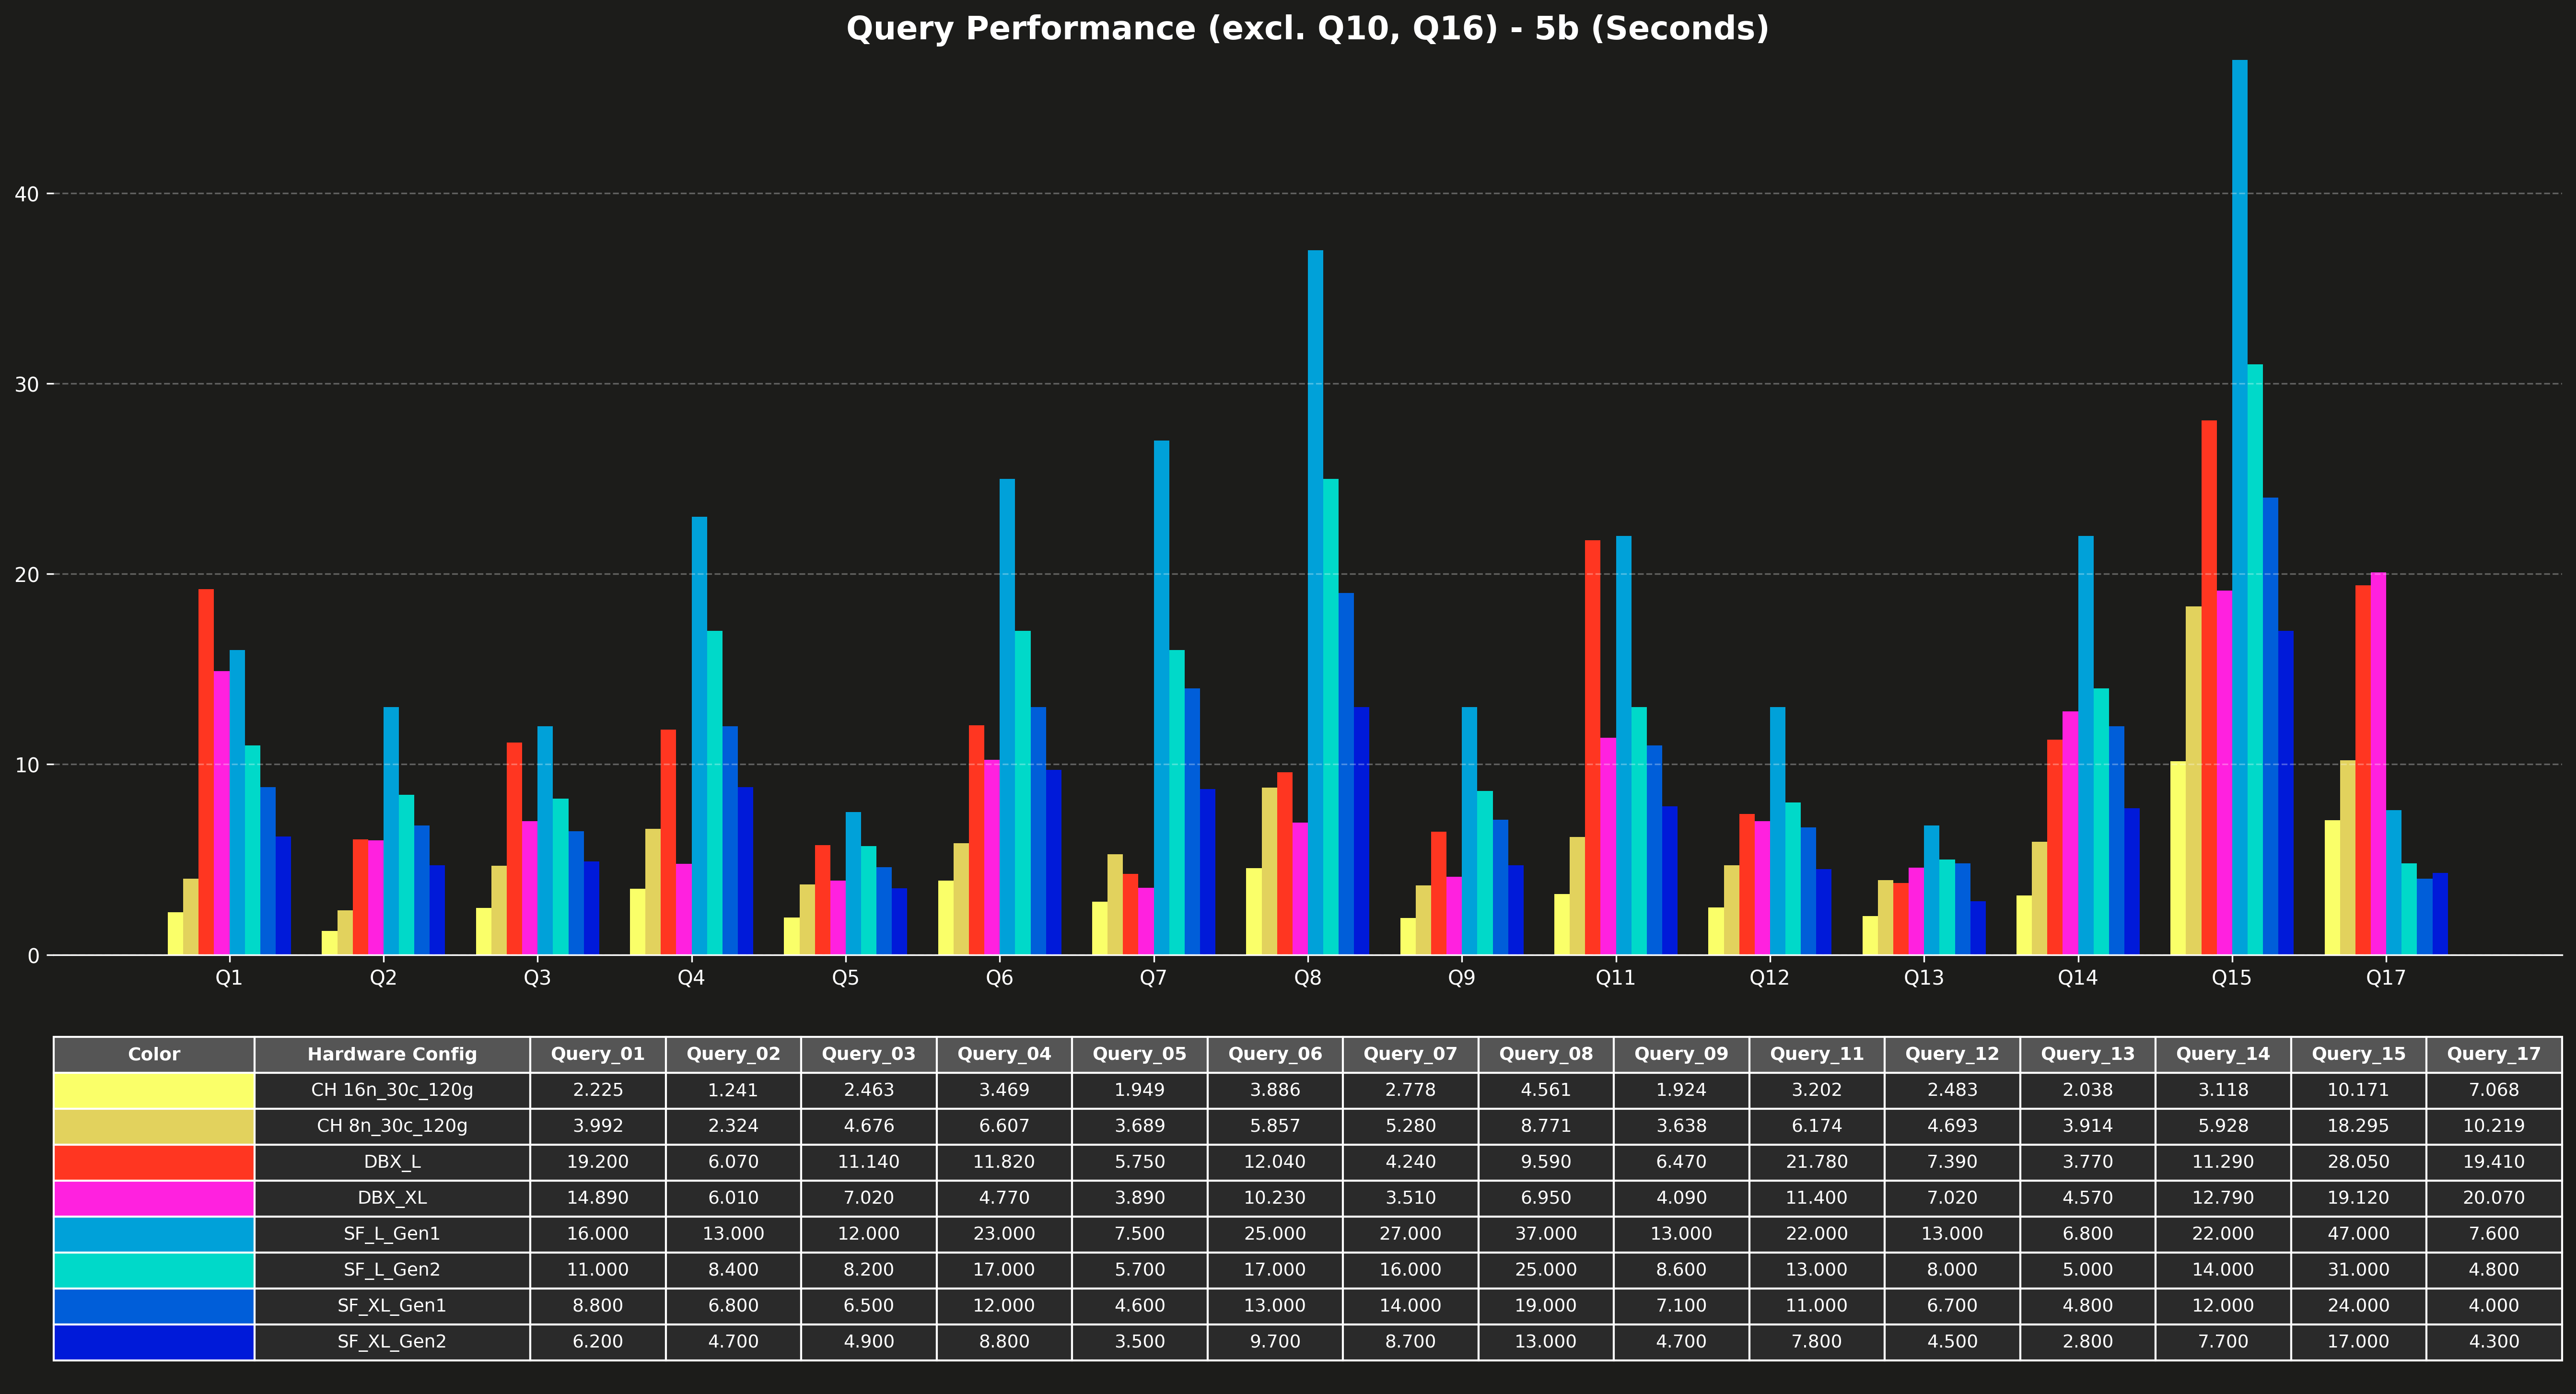 Query Performance (excl. Q10, Q16) - 5b (Seconds)
40
30
20
10
0
Q1 Q2 Q3 Q4 Q5 Q6 Q7 Q8 Q9 Q11 Q12 Q13 Q14 Q15 Q17
Color Hardware Config Query_01 Query_02 Query_03 Query_04 Query_05 Query_06 Query_07 Query_08 Query_09 Query_11 Query_12 Query_13 Query_14 Query_15 Query_17
CH 16n_30c_120g 2.225 1.241 2.463 3.469 1.949 3.886 2.778 4.561 1.924 3.202 2.483 2.038 3.118 10.171 7.068
CH 8n_30c_120g 3.992 2.324 4.676 6.607 3.689 5.857 5.280 8.771 3.638 6.174 4.693 3.914 5.928 18.295 10.219
DBX_L 19.200 6.070 11.140 11.820 5.750 12.040 4.240 9.590 6.470 21.780 7.390 3.770 11.290 28.050 19.410
DBX_XL 14.890 6.010 7.020 4.770 3.890 10.230 3.510 6.950 4.090 11.400 7.020 4.570 12.790 19.120 20.070
SF_L_Gen1 16.000 13.000 12.000 23.000 7.500 25.000 27.000 37.000 13.000 22.000 13.000 6.800 22.000 47.000 7.600
SF_L_Gen2 11.000 8.400 8.200 17.000 5.700 17.000 16.000 25.000 8.600 13.000 8.000 5.000 14.000 31.000 4.800
SF_XL_Gen1 8.800 6.800 6.500 12.000 4.600 13.000 14.000 19.000 7.100 11.000 6.700 4.800 12.000 24.000 4.000
SF_XL_Gen2 6.200 4.700 4.900 8.800 3.500 9.700 8.700 13.000 4.700 7.800 4.500 2.800 7.700 17.000 4.300